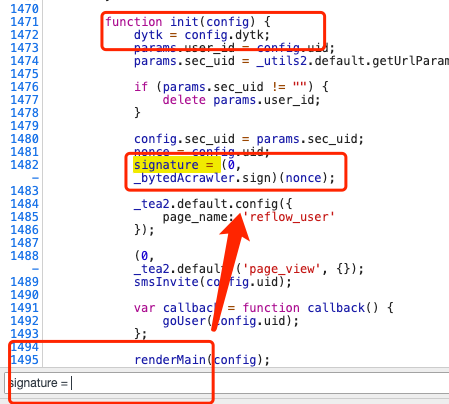 1470
1471 function init(config) {
1472 dytk = config.dytk;
1473 params.user_id = config.uid;
1474 params.sec_uid = _utils2.default.getUrlParam
1475
1476 if (params.sec_uid != "") {
1477 delete params.user_id;
1478 }
1479
1480 config.sec_uid = params.sec_uid;
1481 nonce = config.uid;
1482 signature = (0,
- _bytedAcrawler.sign)(nonce);
1483
1484 _tea2.default.config({
1485 page_name: 'reflow_user'
1486 });
1487
1488 (0,
- _tea2.default)('page_view', {});
1489 smsInvite(config.uid);
1490
1491 var callback = function callback() {
1492 goUser(config.uid);
1493 };
1494
1495 renderMain(config);
signature =